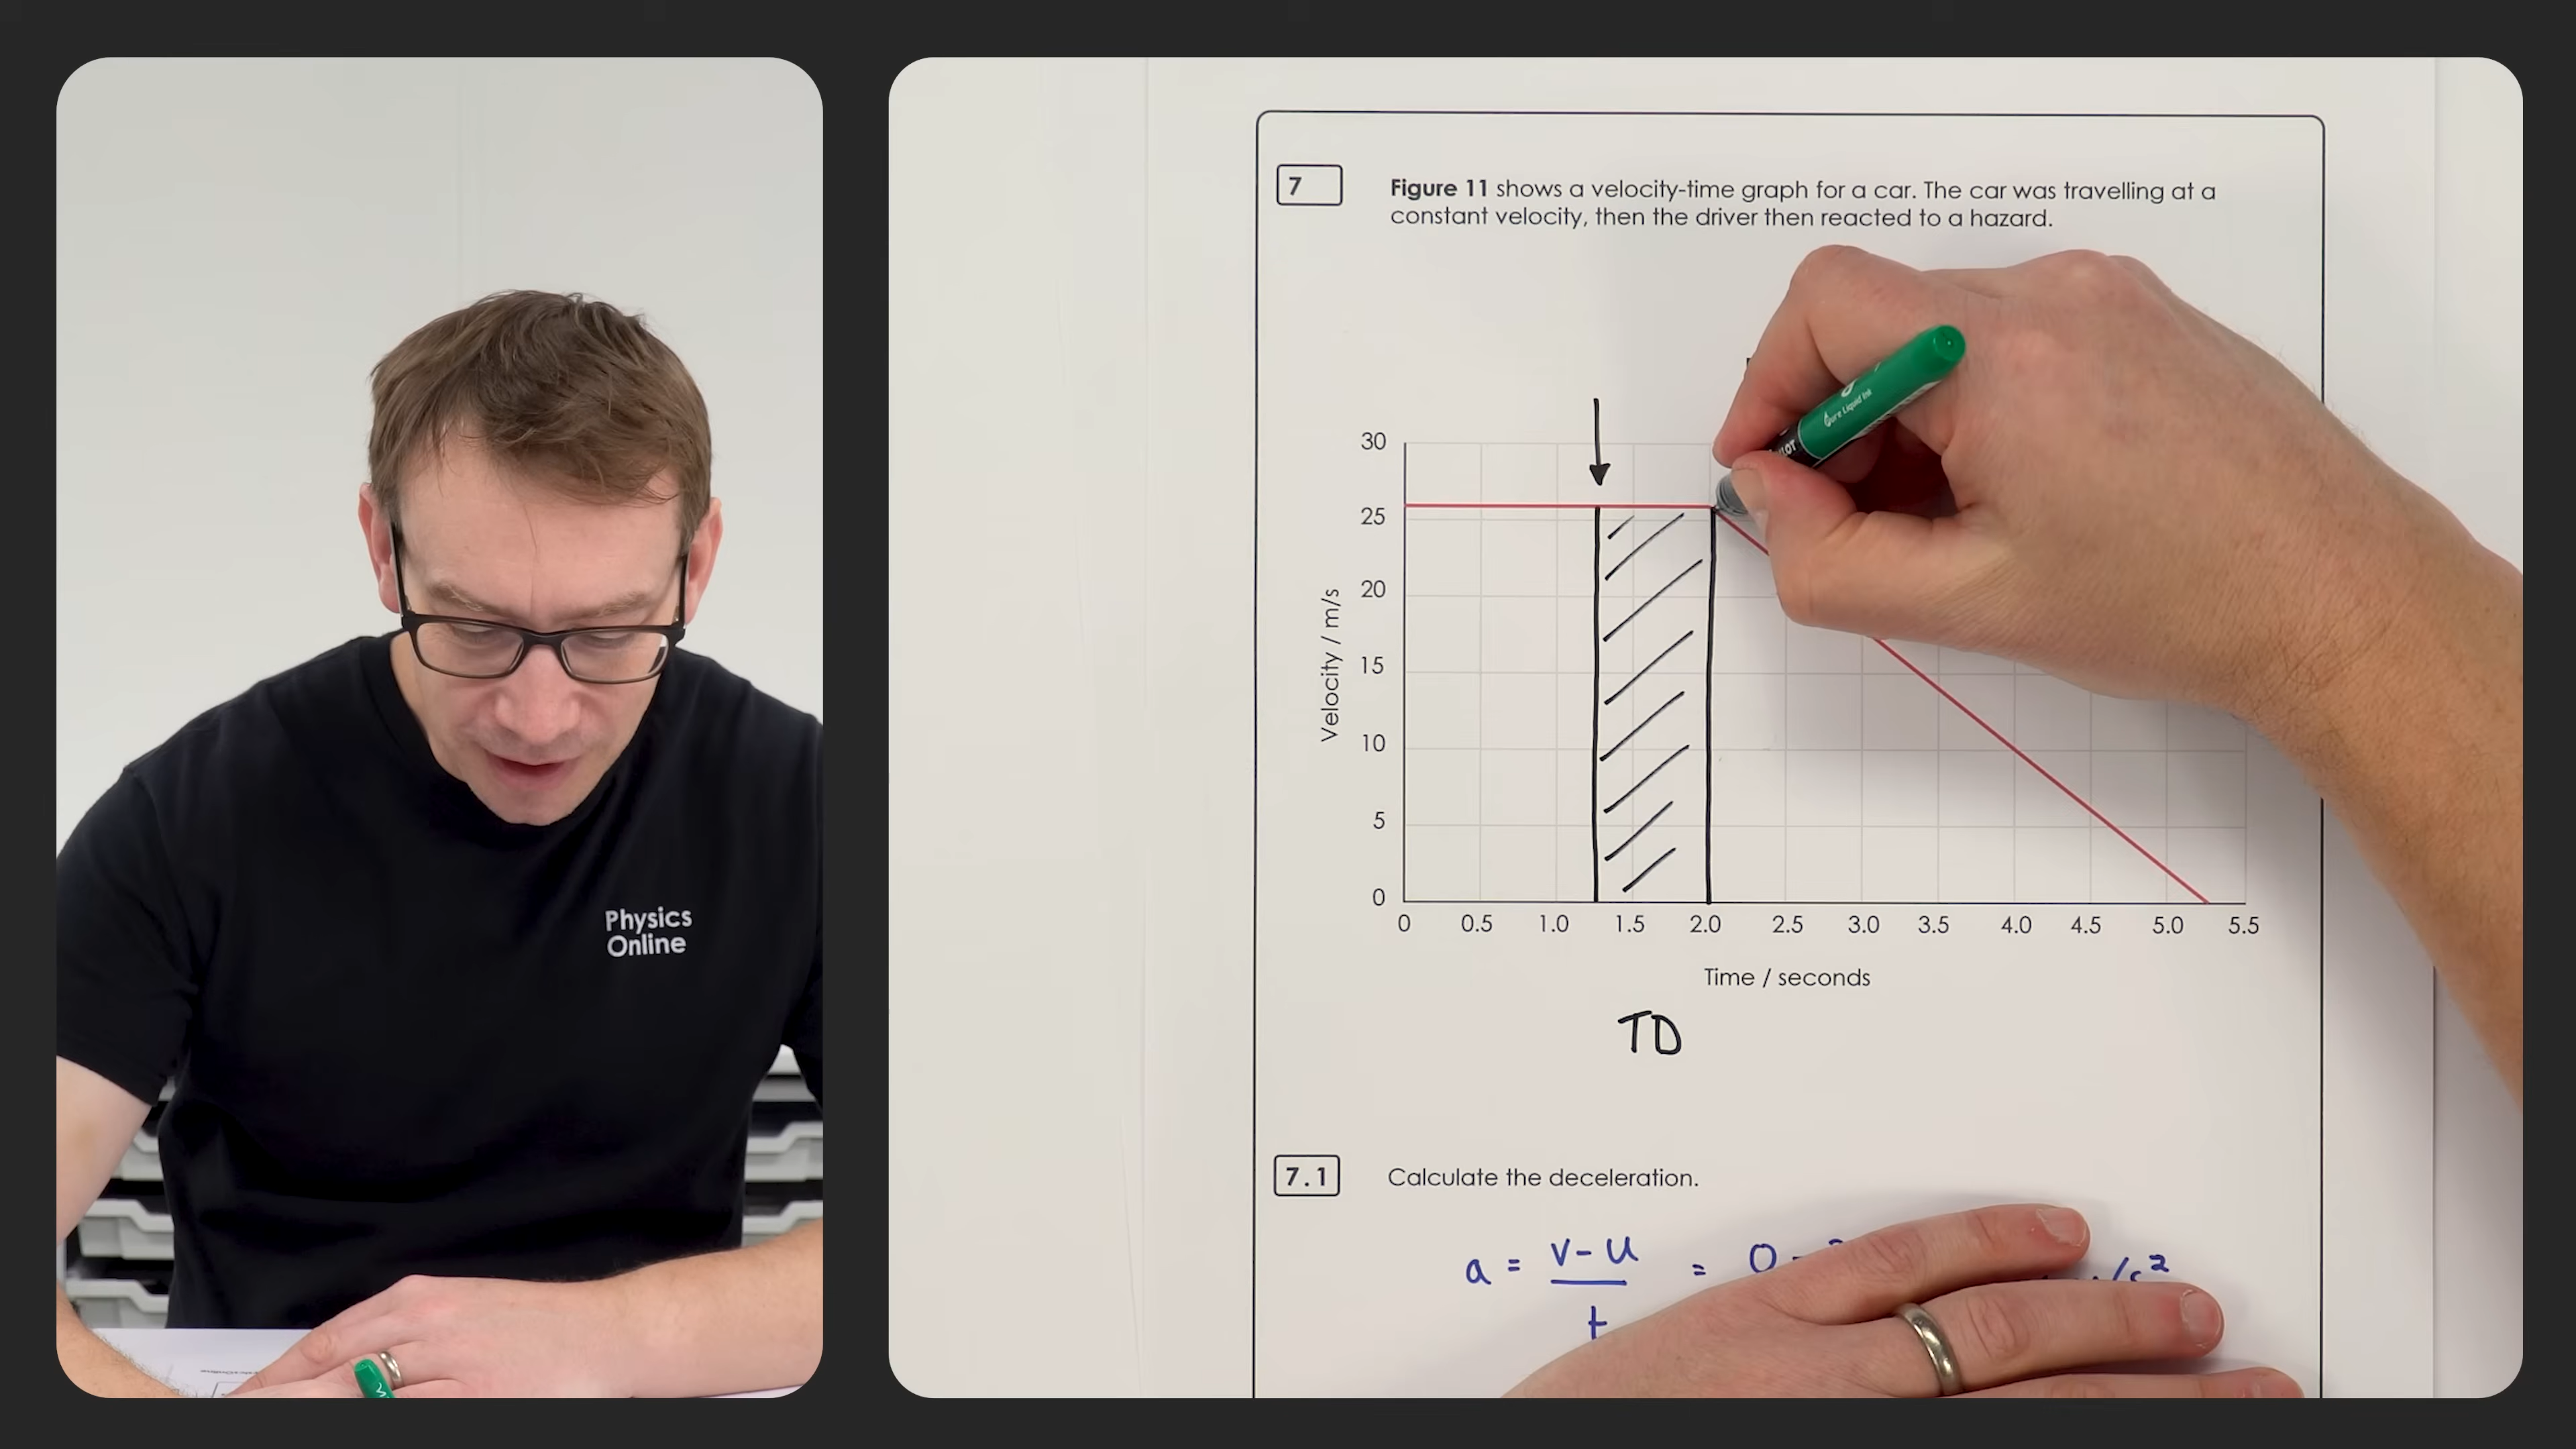 Physics
Online
7
Figure 11 shows a velocity-time graph for a car. The car was travelling at a
constant velocity, then the driver then reacted to a hazard.
30
25
20
15
10
5
0
Velocity / m/s
0 0.5 1.0 1.5 2.0 2.5 3.0 3.5 4.0 4.5 5.0 5.5
Time / seconds
TD
7.1
Calculate the deceleration.
a = v - u = 0 -
t